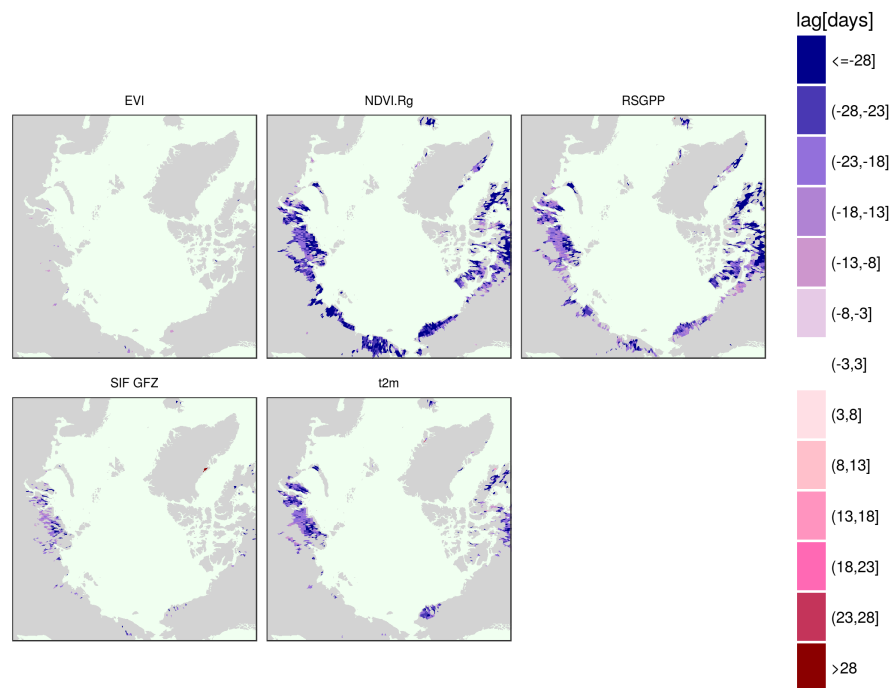 lag[days]
<=-28]
(-28,-23]
(-23,-18]
(-18,-13]
(-13,-8]
(-8,-3]
(-3,3]
(3,8]
(8,13]
(13,18]
(18,23]
(23,28]
>28
EVI
NDVI.Rg
RSGPP
SIF GFZ
t2m